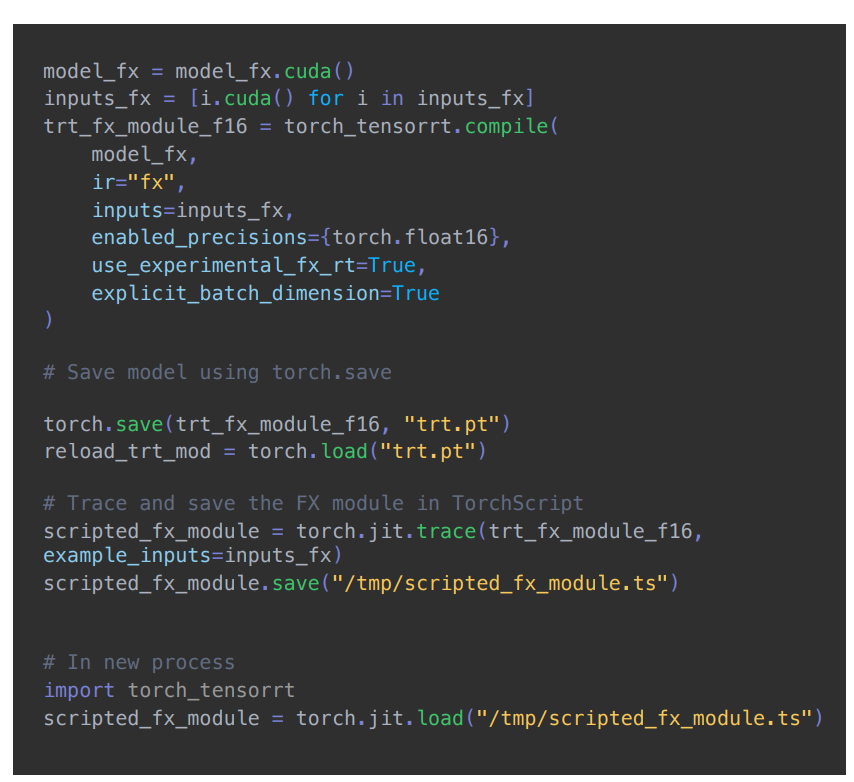 model_fx = model_fx.cuda()
inputs_fx = [i.cuda() for i in inputs_fx]
trt_fx_module_f16 = torch_tensorrt.compile(
    model_fx,
    ir="fx",
    inputs=inputs_fx,
    enabled_precisions={torch.float16},
    use_experimental_fx_rt=True,
    explicit_batch_dimension=True
)
# Save model using torch.save
torch.save(trt_fx_module_f16, "trt.pt")
reload_trt_mod = torch.load("trt.pt")
# Trace and save the FX module in TorchScript
scripted_fx_module = torch.jit.trace(trt_fx_module_f16,
example_inputs=inputs_fx)
scripted_fx_module.save("/tmp/scripted_fx_module.ts")
# In new process
import torch_tensorrt
scripted_fx_module = torch.jit.load("/tmp/scripted_fx_module.ts")